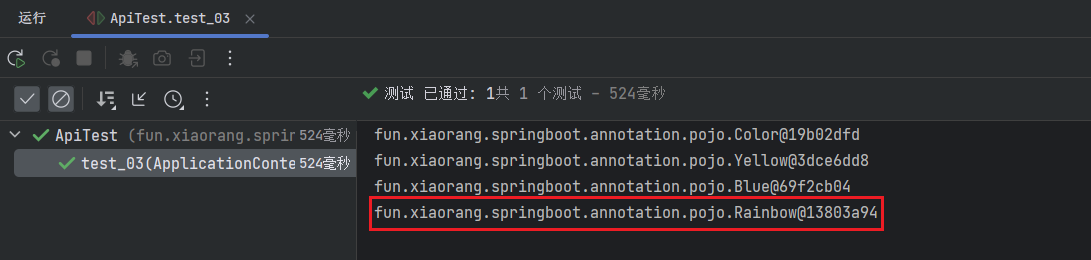 运行 ApiTest.test_03
测试 已通过: 1共 1 个测试 – 524毫秒
ApiTest (fun.xiaorang.sprin 524毫秒
test_03(ApplicationConte 524毫秒
fun.xiaorang.springboot.annotation.pojo.Color@19b02dfd
fun.xiaorang.springboot.annotation.pojo.Yellow@3dce6dd8
fun.xiaorang.springboot.annotation.pojo.Blue@69f2cb04
fun.xiaorang.springboot.annotation.pojo.Rainbow@13803a94